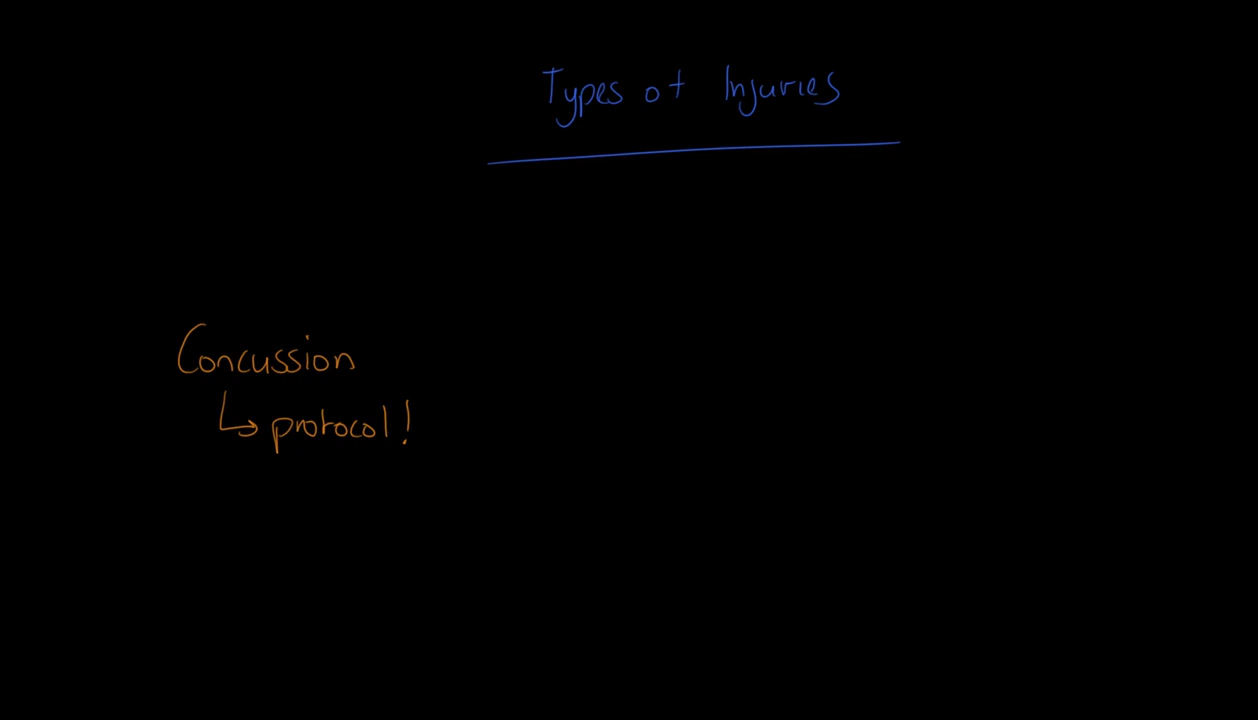 Types of Injuries
Concussion
↳ protocol!